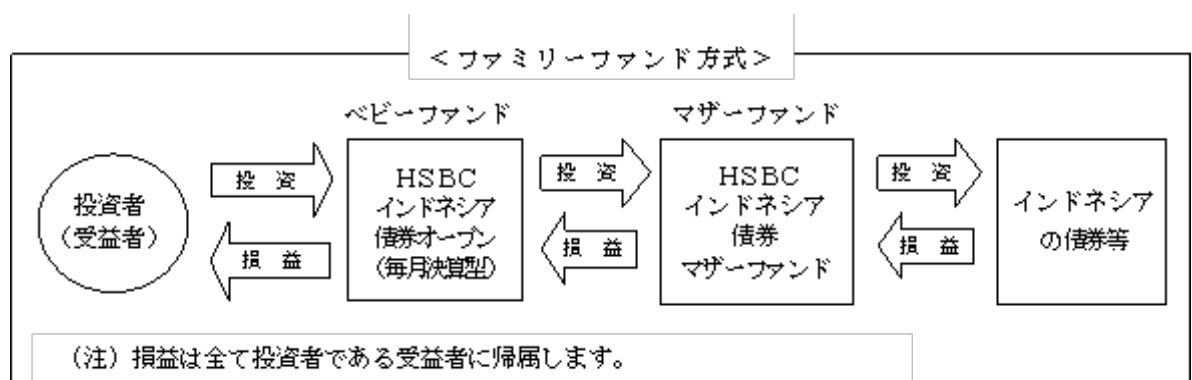 ＜ファミリーファンド方式＞
ベビーファンド
マザーファンド
投資者
（受益者）
投 資
損 益
HSBC
インドネシア
債券オープン
（毎月決算型）
投 資
損 益
HSBC
インドネシア
債券
マザーファンド
投 資
損 益
インドネシア
の債券等
（注）損益は全て投資者である受益者に帰属します。